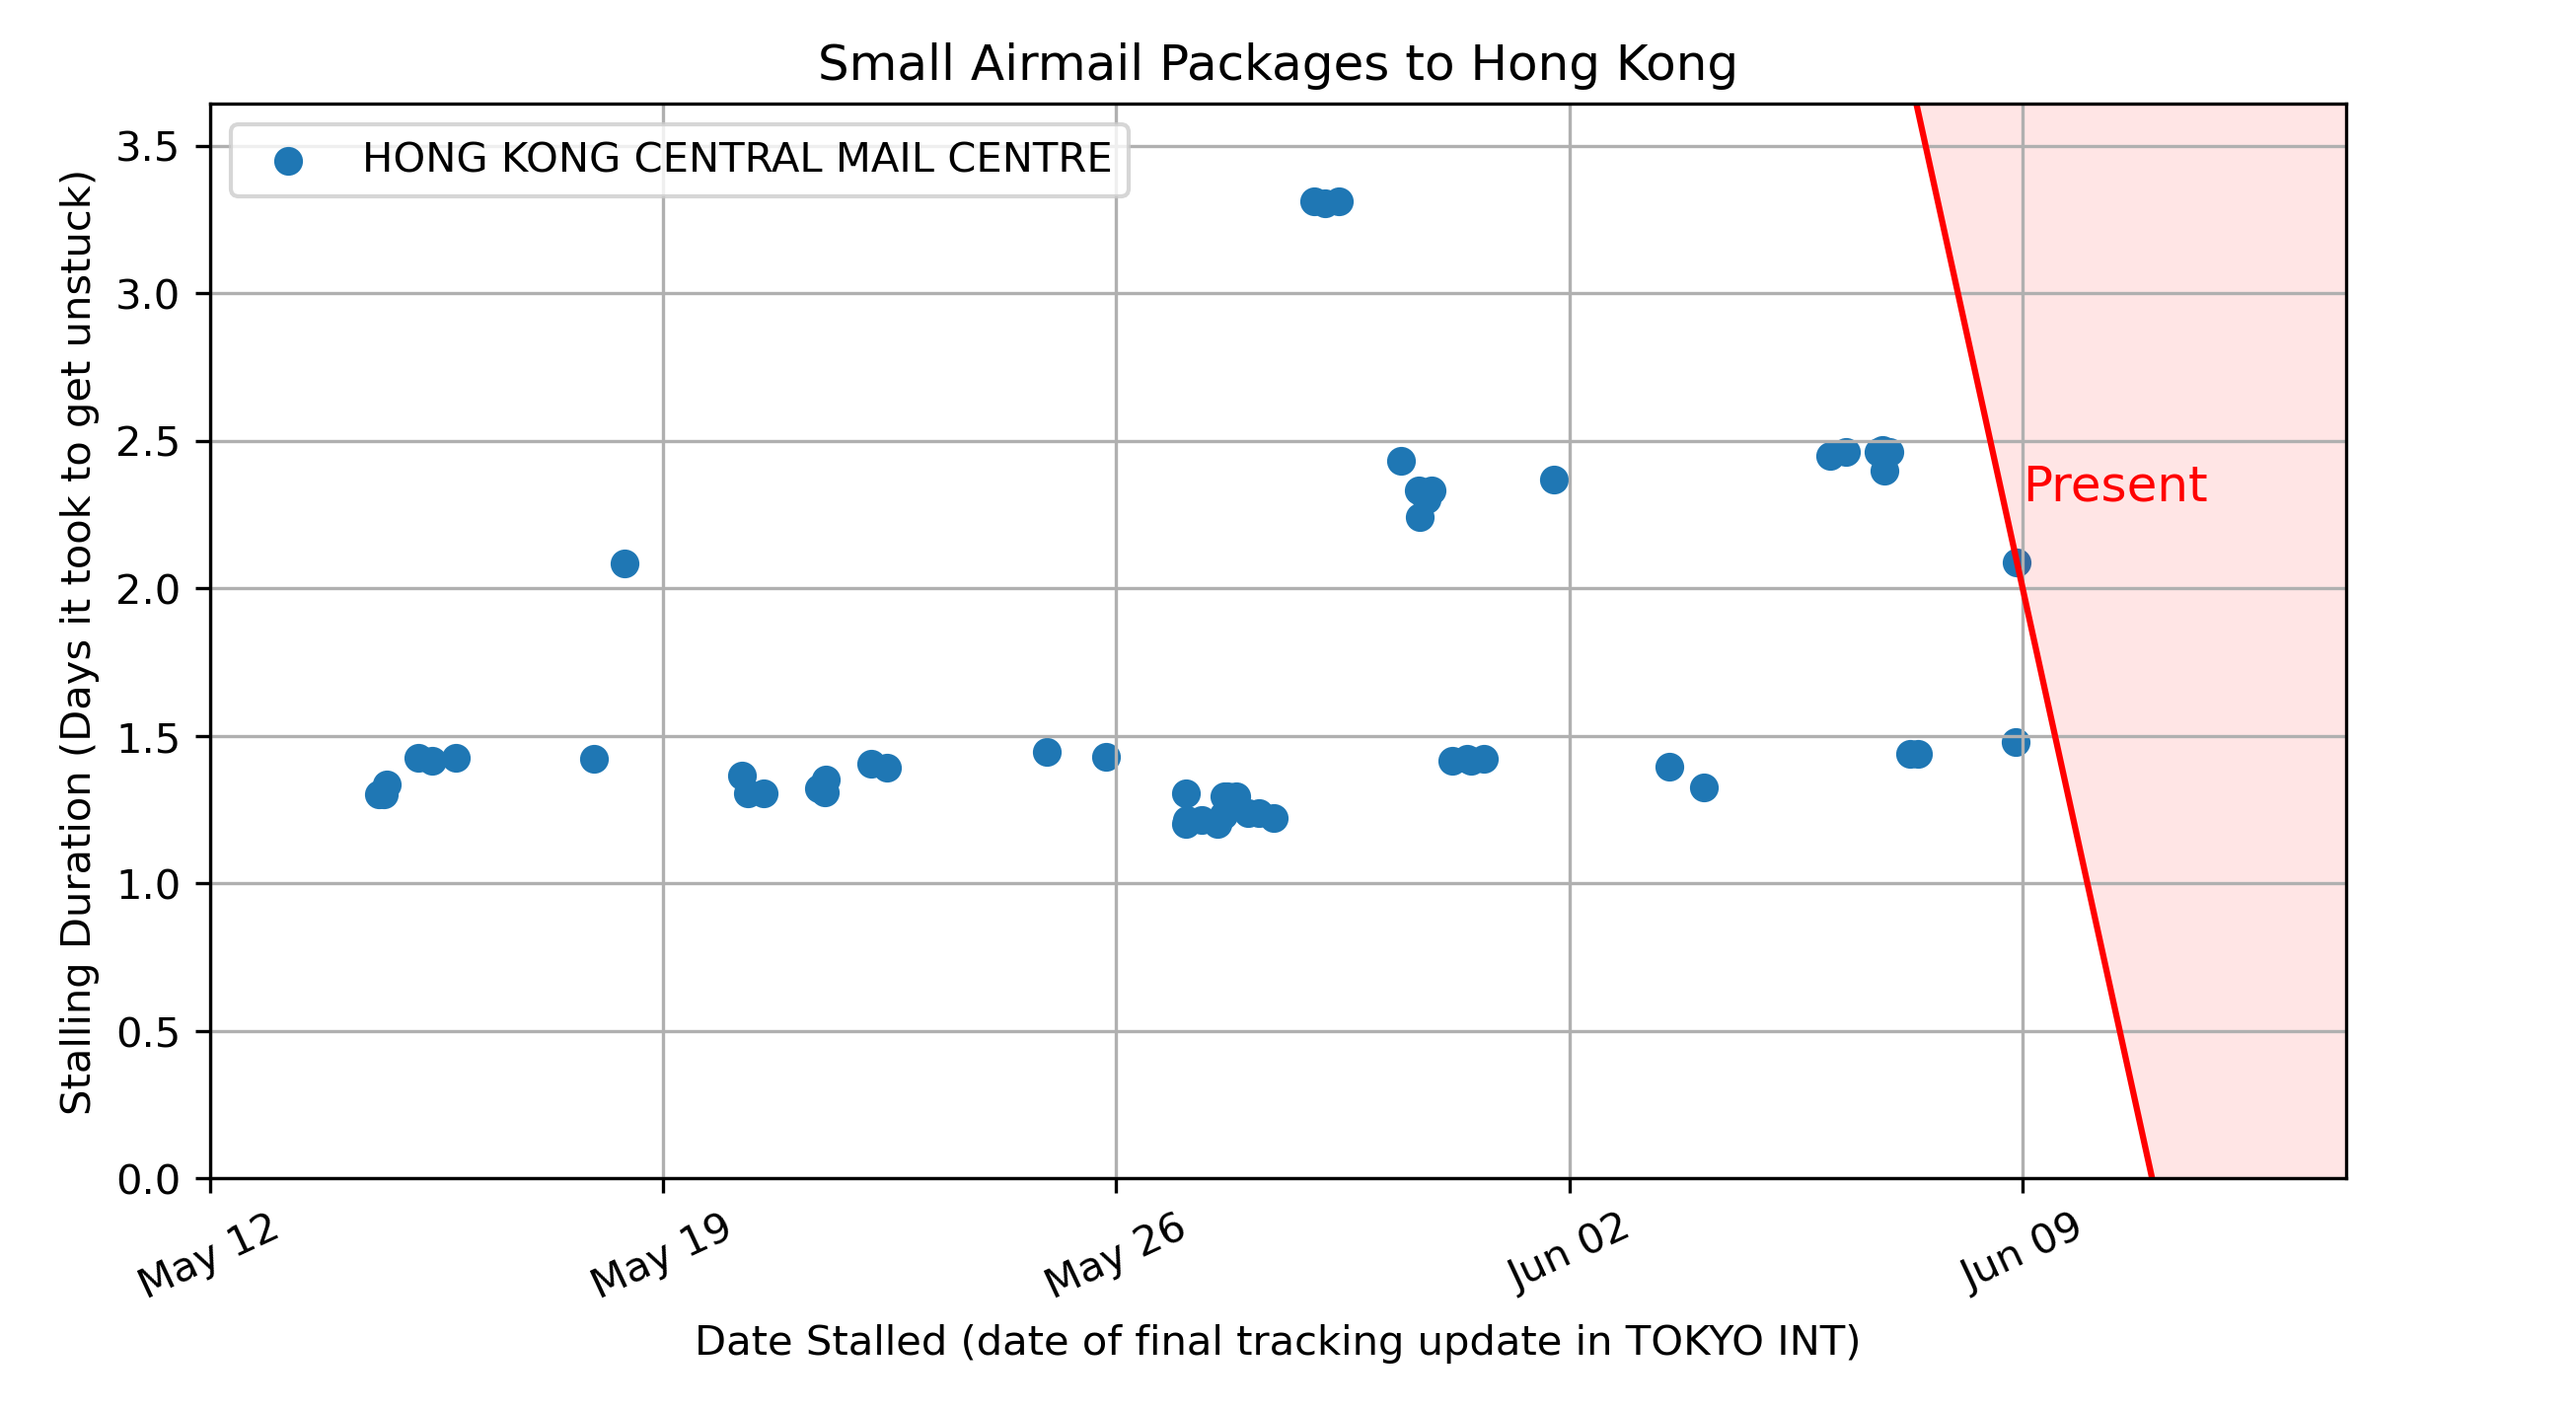 Small Airmail Packages to Hong Kong
HONG KONG CENTRAL MAIL CENTRE
Stalling Duration (Days it took to get unstuck)
3.5
3.0
2.5
2.0
1.5
1.0
0.5
0.0
Present
May 12
May 19
May 26
Jun 02
Jun 09
Date Stalled (date of final tracking update in TOKYO INT)